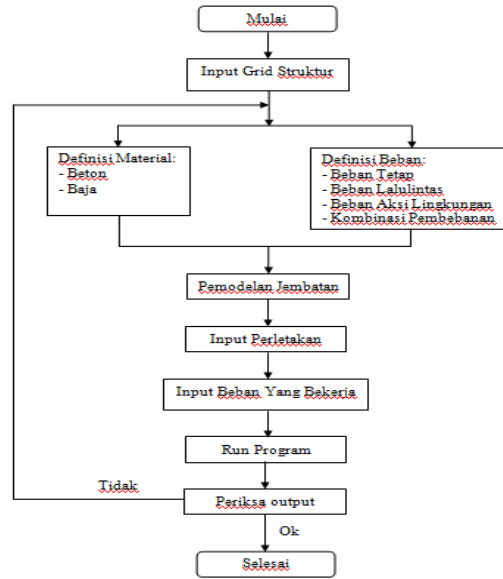 Mulai
Input Grid Struktur
Definisi Material:
- Beton
- Baja
Definisi Beban:
- Beban Tetap
- Beban Lalulintas
- Beban Aksi Lingkungan
- Kombinasi Pembebanan
Pemodelan Jembatan
Input Perletakan
Input Beban Yang Bekerja
Run Program
Tidak
Periksa output
Ok
Selesai